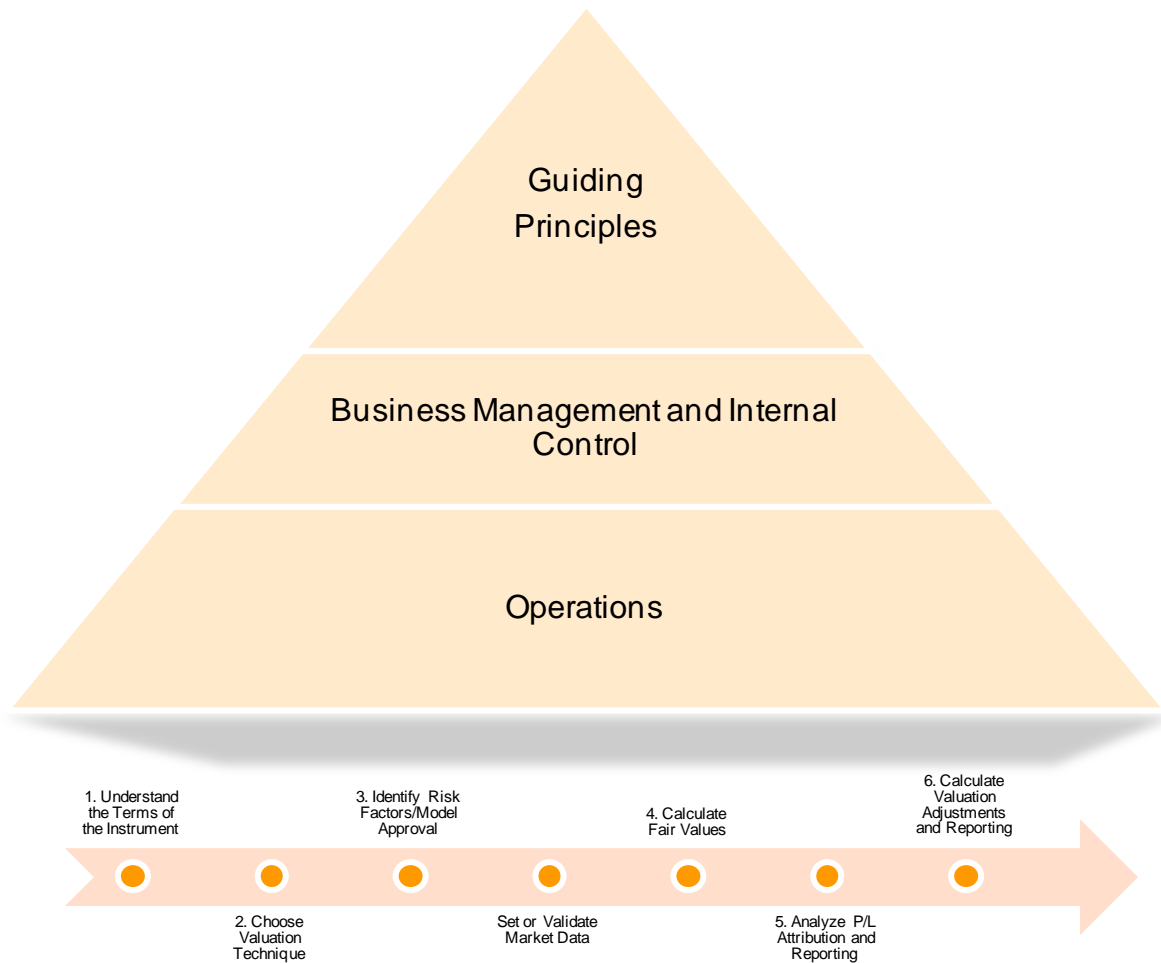 Guiding
Principles
Business Management and Internal
Control
Operations
1. Understand
the Terms of
the Instrument
2. Choose
Valuation
Technique
3. Identify Risk
Factors/Model
Approval
Set or Validate
Market Data
4. Calculate
Fair Values
5. Analyze P/L
Attribution and
Reporting
6. Calculate
Valuation
Adjustments
and Reporting